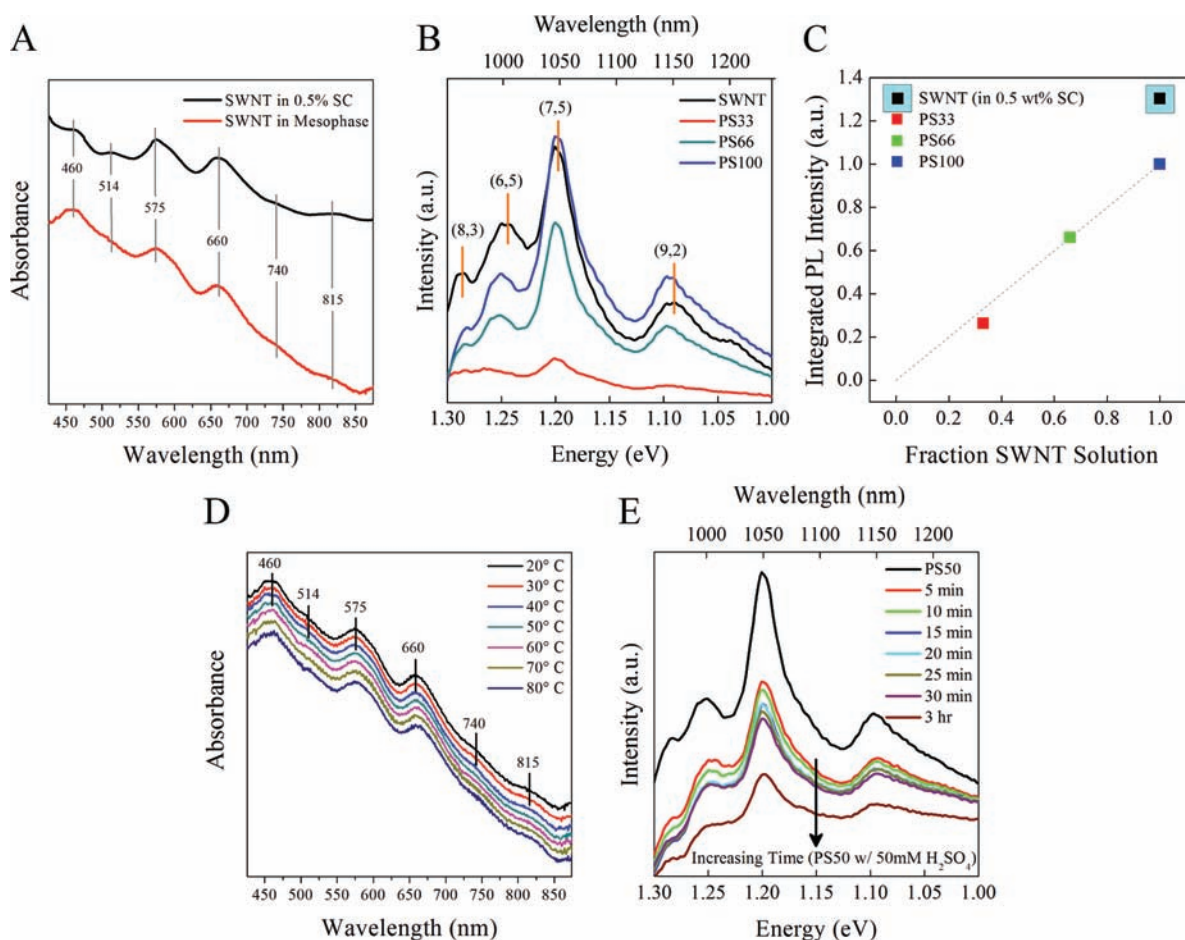 A
SWNT in 0.5% SC
SWNT in Mesophase
460
514
575
660
740
815
Absorbance
450 500 550 600 650 700 750 800 850
Wavelength (nm)
B
Wavelength (nm)
1000 1050 1100 1150 1200
(7,5)
SWNT
PS33
PS66
PS100
(6,5)
(8,3)
(9,2)
Intensity (a.u.)
1.30 1.25 1.20 1.15 1.10 1.05 1.00
Energy (eV)
C
1.4
1.2
1.0
0.8
0.6
0.4
0.2
0.0
SWNT (in 0.5 wt% SC)
PS33
PS66
PS100
Integrated PL Intensity (a.u.)
0.0 0.2 0.4 0.6 0.8 1.0
Fraction SWNT Solution
D
460
514
575
660
740
815
20° C
30° C
40° C
50° C
60° C
70° C
80° C
Absorbance
450 500 550 600 650 700 750 800 850
Wavelength (nm)
E
Wavelength (nm)
1000 1050 1100 1150 1200
PS50
5 min
10 min
15 min
20 min
25 min
30 min
3 hr
Intensity (a.u.)
Increasing Time (PS50 w/ 50mM H₂SO₄)
1.30 1.25 1.20 1.15 1.10 1.05 1.00
Energy (eV)